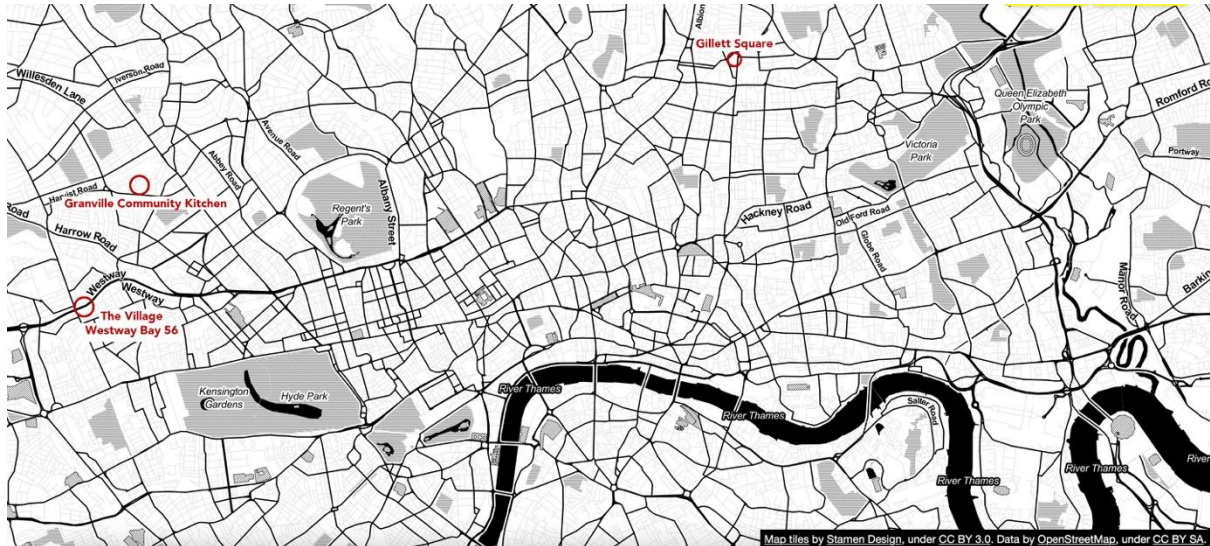 Albion
Gillett Square
Iverson Road
Willesden Lane
Avenue Road
Abbey Road
Harvist Road
Granville Community Kitchen
Road
Harrow Road
Albany Street
Regent's
Park
Westway
Westway
The Village
Westway Bay 56
Kensington
Gardens
Hyde Park
Queen Elizabeth
Olympic
Park
Romford Ro
Portway
Victoria
Park
Hackney Road
Old Ford Road
Globe Road
Manor Road
Barkin
River Thames
River Thames
Salter Road
River Thames
River Thames
River
Map tiles by Stamen Design, under CC BY 3.0. Data by OpenStreetMap, under CC BY SA.